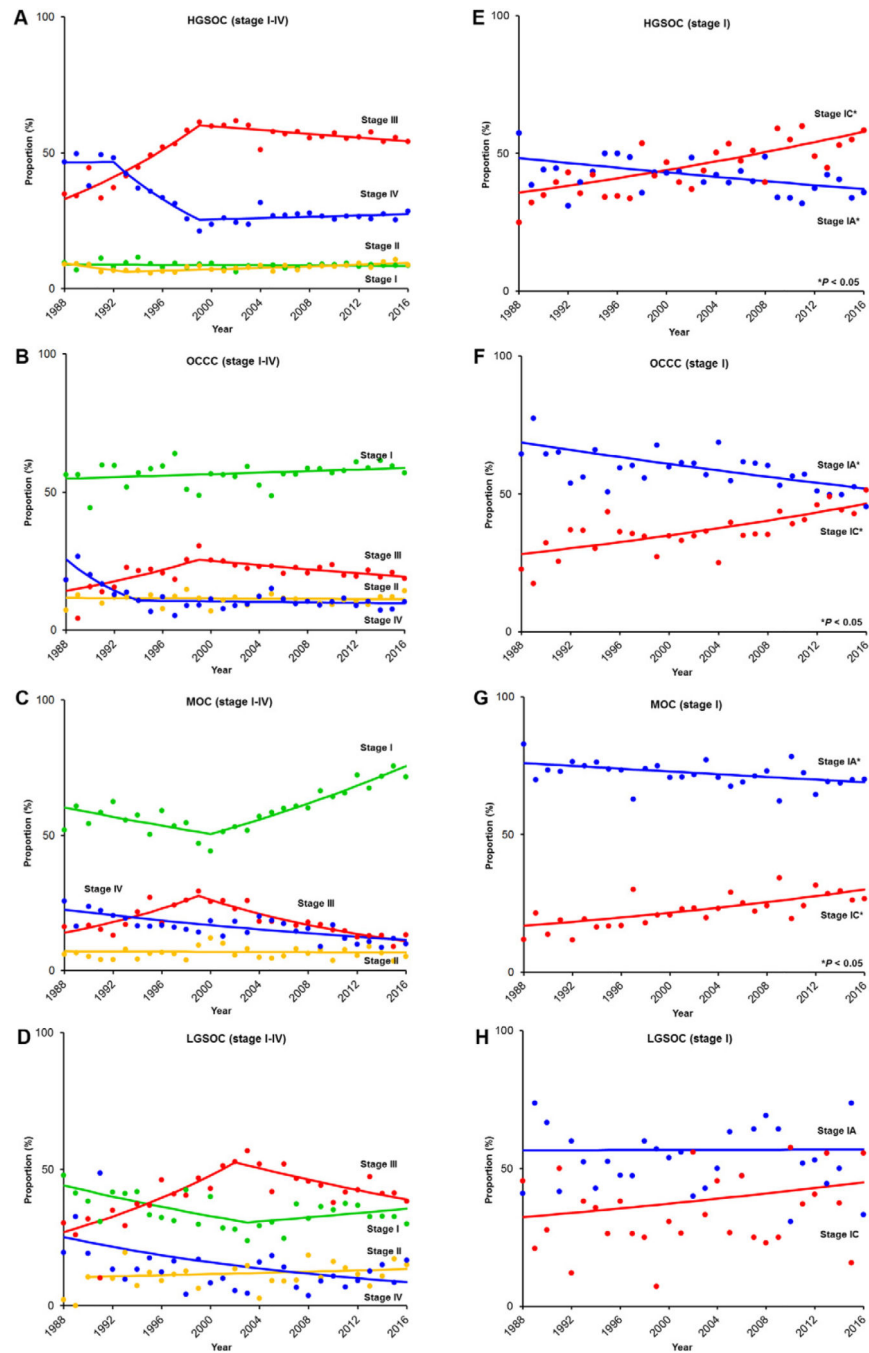 A
HGSOC (stage I-IV)
Proportion (%)
100
50
0
Stage III
Stage IV
Stage II
Stage I
1988
1992
1996
2000
2004
2008
2012
2016
Year
E
HGSOC (stage I)
Proportion (%)
100
50
0
Stage IC*
Stage IA*
*P < 0.05
1988
1992
1996
2000
2004
2008
2012
2016
Year
B
OCCC (stage I-IV)
Proportion (%)
100
50
0
Stage I
Stage III
Stage II
Stage IV
1988
1992
1996
2000
2004
2008
2012
2016
Year
F
OCCC (stage I)
Proportion (%)
100
50
0
Stage IA*
Stage IC*
*P < 0.05
1988
1992
1996
2000
2004
2008
2012
2016
Year
C
MOC (stage I-IV)
Proportion (%)
100
50
0
Stage I
Stage IV
Stage III
Stage II
1988
1992
1996
2000
2004
2008
2012
2016
Year
G
MOC (stage I)
Proportion (%)
100
50
0
Stage IA*
Stage IC*
*P < 0.05
1988
1992
1996
2000
2004
2008
2012
2016
Year
D
LGSOC (stage I-IV)
Proportion (%)
100
50
0
Stage III
Stage I
Stage II
Stage IV
1988
1992
1996
2000
2004
2008
2012
2016
Year
H
LGSOC (stage I)
Proportion (%)
100
50
0
Stage IA
Stage IC
1988
1992
1996
2000
2004
2008
2012
2016
Year